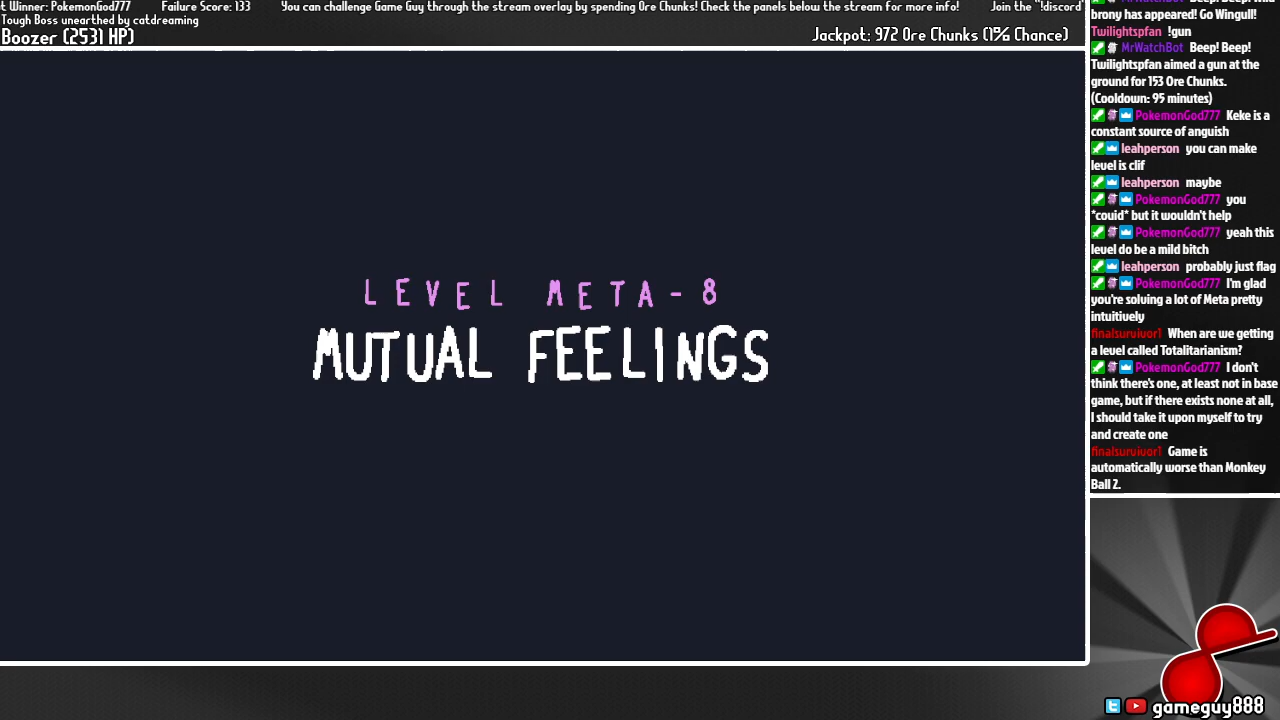 t Winner: PokemonGod777 Failure Score: 133 You can challenge Game Guy through the stream overlay by spending Ore Chunks! Check the panels below the stream for more info! Join the "!discord
Tough Boss unearthed by catdreaming
Boozer (2531 HP)
Jackpot: 972 Ore Chunks (1% Chance)
LEVEL META-8
MUTUAL FEELINGS
brony has appeared! Go Wingull!
Twilightspfan !gun
MrWatchBot Beep! Beep!
Twilightspfan aimed a gun at the
ground for 153 Ore Chunks.
(Cooldown: 95 minutes)
PokemonGod777 Keke is a
constant source of anguish
leahperson you can make
level is clif
leahperson maybe
PokemonGod777 you
*could* but it wouldn't help
PokemonGod777 yeah this
level do be a mild bitch
leahperson probably just flag
PokemonGod777 I'm glad
you're solving a lot of Meta pretty
intuitively
finalsurvivor1 When are we getting
a level called Totalitarianism?
PokemonGod777 I don't
think there's one, at least not in base
game, but if there exists none at all,
I should take it upon myself to try
and create one
finalsurvivor1 Game is
automatically worse than Monkey
Ball 2.
gameguy888